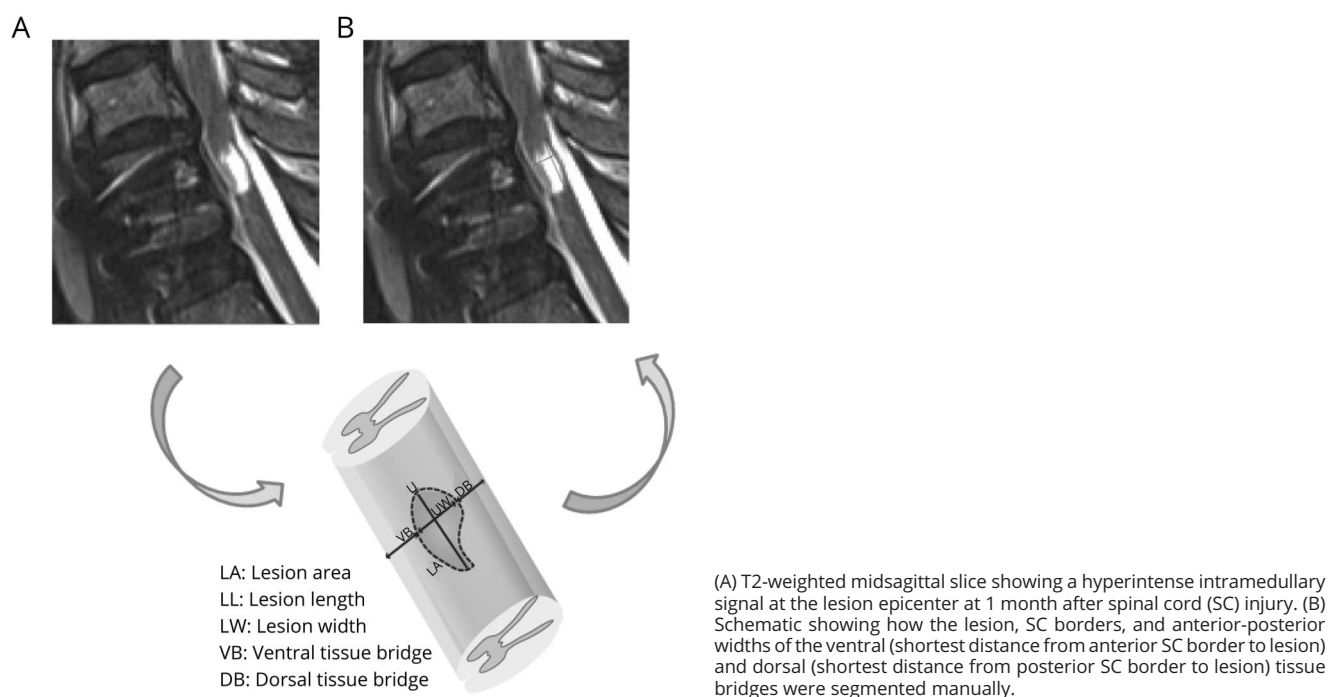 A
B
U
UW
DB
VB
LA
LA: Lesion area
LL: Lesion length
LW: Lesion width
VB: Ventral tissue bridge
DB: Dorsal tissue bridge
(A) T2-weighted midsagittal slice showing a hyperintense intramedullary
signal at the lesion epicenter at 1 month after spinal cord (SC) injury. (B)
Schematic showing how the lesion, SC borders, and anterior-posterior
widths of the ventral (shortest distance from anterior SC border to lesion)
and dorsal (shortest distance from posterior SC border to lesion) tissue
bridges were segmented manually.